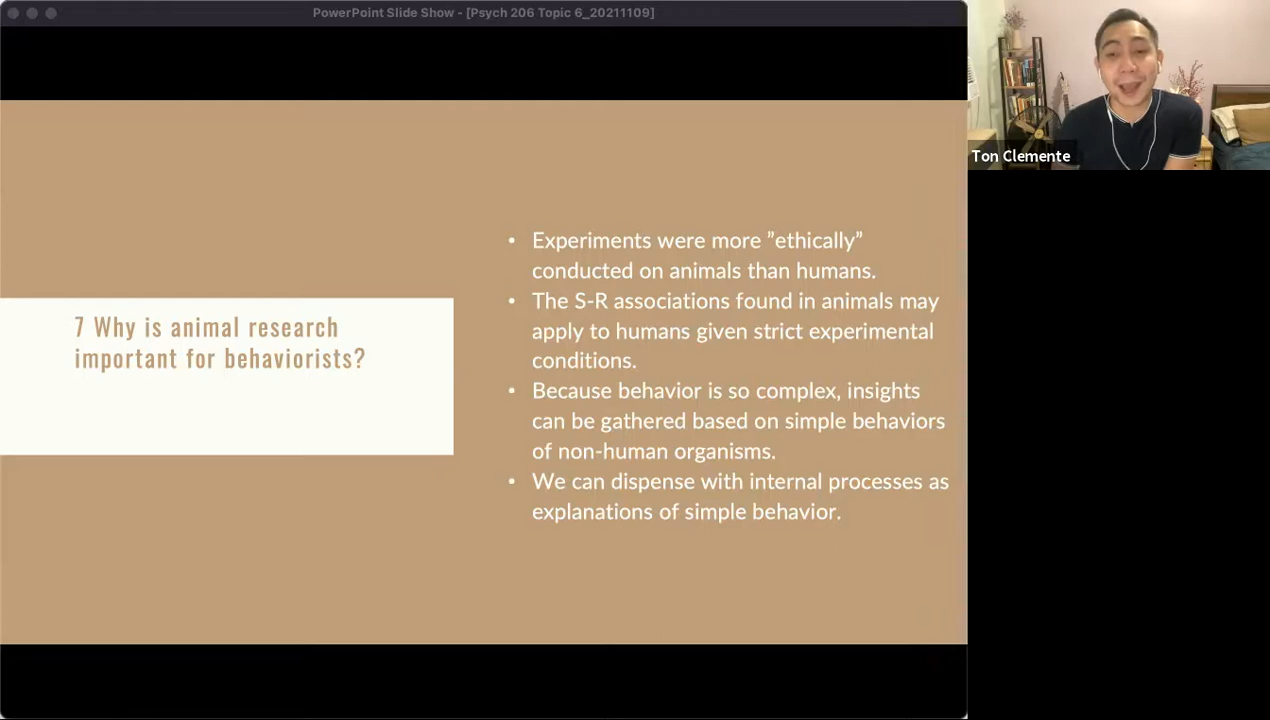 PowerPoint Slide Show - [Psych 206 Topic 6_20211109]
Ton Clemente
7 Why is animal research
important for behaviorists?
• Experiments were more ”ethically”
conducted on animals than humans.
• The S-R associations found in animals may
apply to humans given strict experimental
conditions.
• Because behavior is so complex, insights
can be gathered based on simple behaviors
of non-human organisms.
• We can dispense with internal processes as
explanations of simple behavior.